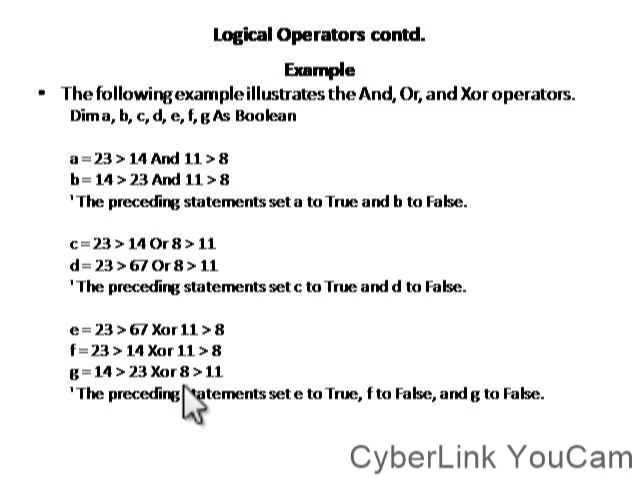 Logical Operators contd.
Example
• The following example illustrates the And, Or, and Xor operators.
Dim a, b, c, d, e, f, g As Boolean
a = 23 > 14 And 11 > 8
b = 14 > 23 And 11 > 8
' The preceding statements set a to True and b to False.
c = 23 > 14 Or 8 > 11
d = 23 > 67 Or 8 > 11
' The preceding statements set c to True and d to False.
e = 23 > 67 Xor 11 > 8
f = 23 > 14 Xor 11 > 8
g = 14 > 23 Xor 8 > 11
' The preceding statements set e to True, f to False, and g to False.
CyberLink YouCam